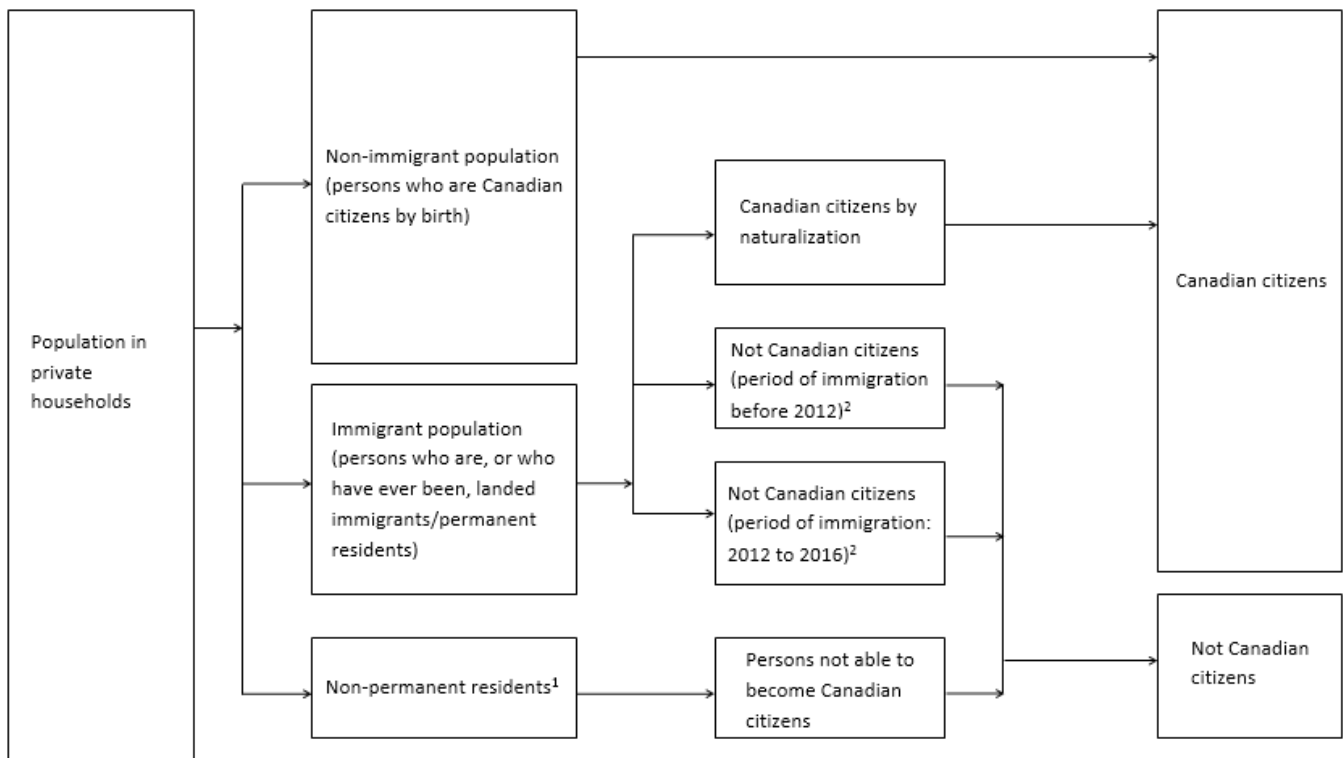 Population in
private
households
Non-immigrant population
(persons who are Canadian
citizens by birth)
Immigrant population
(persons who are, or who
have ever been, landed
immigrants/permanent
residents)
Non-permanent residents¹
Canadian citizens by
naturalization
Not Canadian citizens
(period of immigration
before 2012)²
Not Canadian citizens
(period of immigration:
2012 to 2016)²
Persons not able to
become Canadian
citizens
Canadian citizens
Not Canadian
citizens